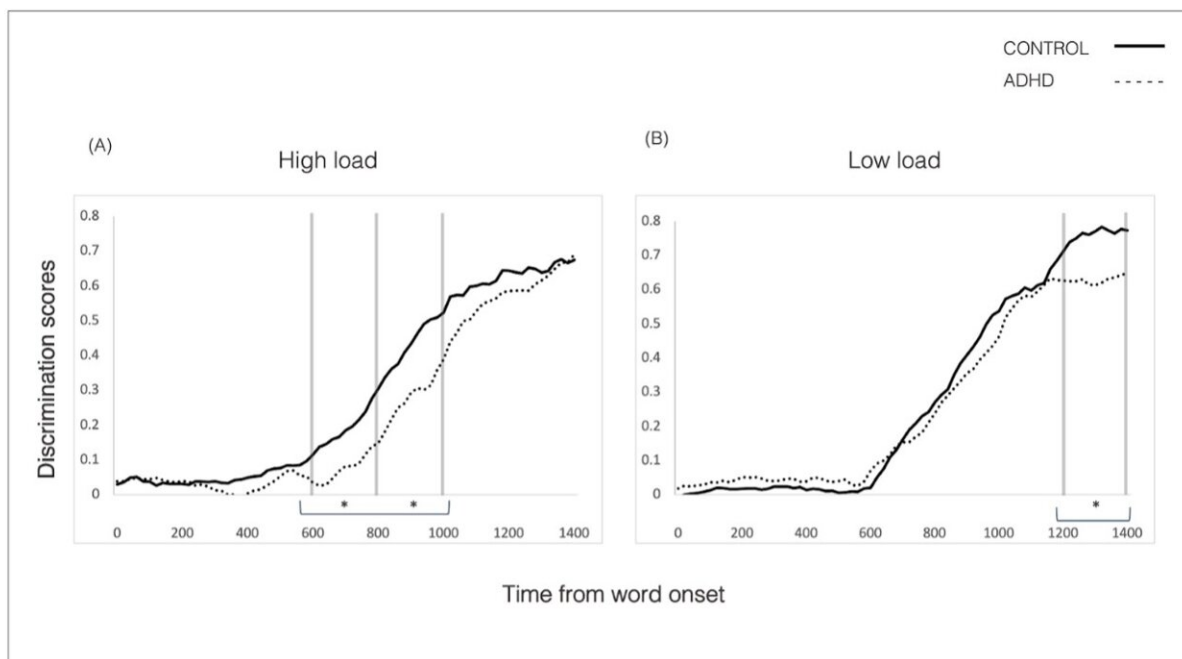 CONTROL
ADHD
(A)
High load
(B)
Low load
Discrimination scores
0.8
0.7
0.6
0.5
0.4
0.3
0.2
0.1
0
* *
0 200 400 600 800 1000 1200 1400
0.8
0.7
0.6
0.5
0.4
0.3
0.2
0.1
0
*
0 200 400 600 800 1000 1200 1400
Time from word onset